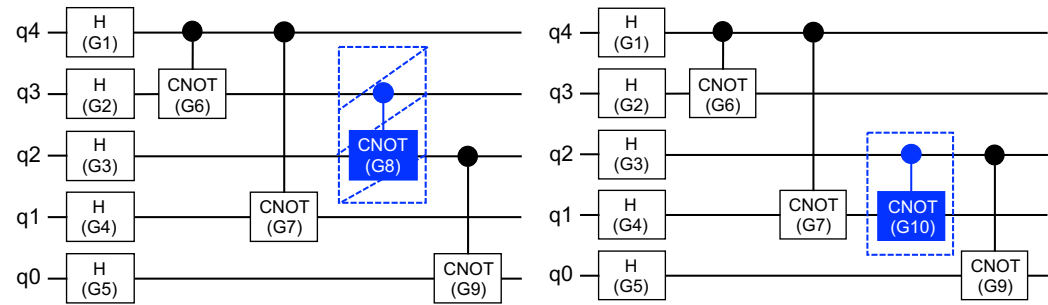 q4
H
(G1)
q3
H
(G2)
CNOT
(G6)
q2
H
(G3)
CNOT
(G8)
q1
H
(G4)
CNOT
(G7)
q0
H
(G5)
CNOT
(G9)
q4
H
(G1)
q3
H
(G2)
CNOT
(G6)
q2
H
(G3)
q1
H
(G4)
CNOT
(G7)
CNOT
(G10)
q0
H
(G5)
CNOT
(G9)